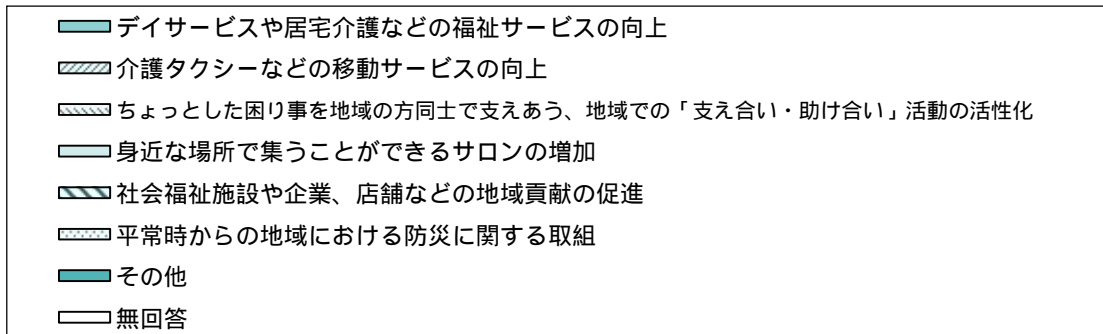 デイサービスや居宅介護などの福祉サービスの向上
介護タクシーなどの移動サービスの向上
ちょっとした困り事を地域の方同士で支えあう、地域での「支え合い・助け合い」活動の活性化
身近な場所で集うことができるサロンの増加
社会福祉施設や企業、店舗などの地域貢献の促進
平常時からの地域における防災に関する取組
その他
無回答